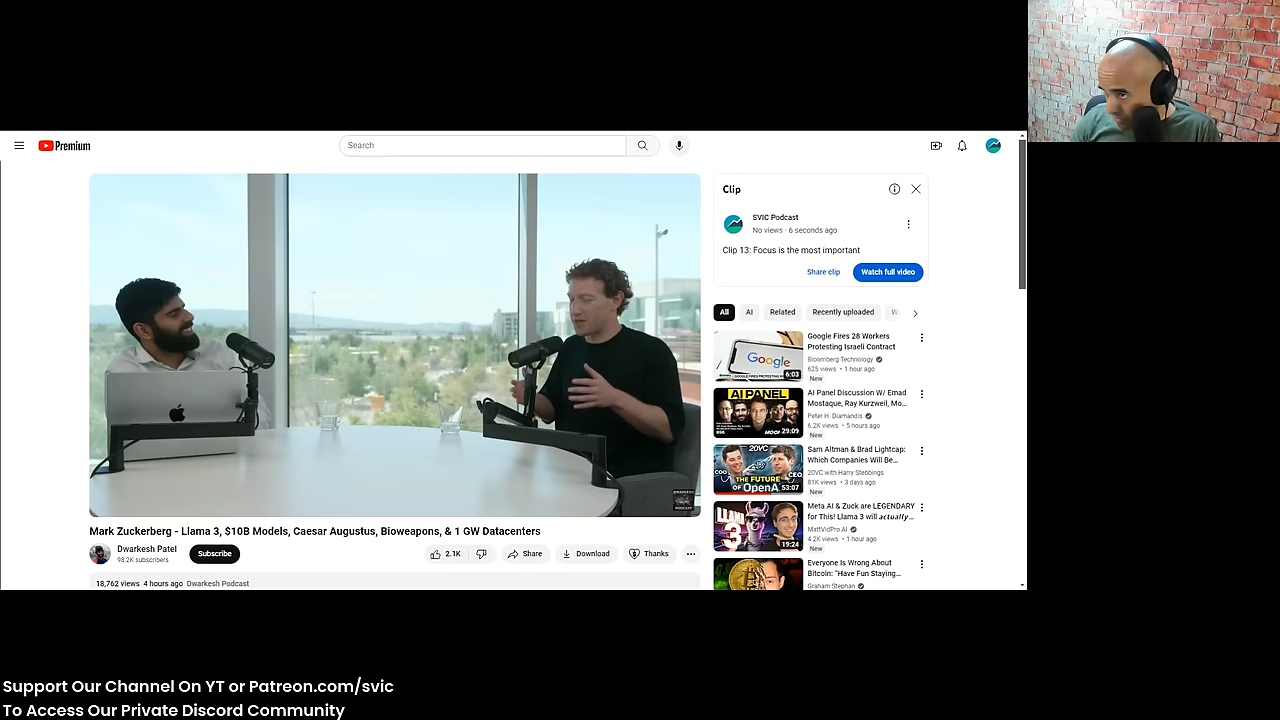 Premium
Search
Clip
SVIC Podcast
No views · 6 seconds ago
Clip 13: Focus is the most important
Share clip
Watch full video
All
AI
Related
Recently uploaded
Google Fires 28 Workers
Protesting Israeli Contract
Bloomberg Technology
625 views • 1 hour ago
New
Google
6:03
AI Panel Discussion W/ Emad
Mostaque, Ray Kurzweil, Mo...
Peter H. Diamandis
6.2K views • 5 hours ago
New
AI PANEL
29:09
Sam Altman & Brad Lightcap:
Which Companies Will Be...
20VC with Harry Stebbings
81K views • 3 days ago
New
20VC
COO
CEO
THE FUTURE
OF OpenAI
53:07
Meta AI & Zuck are LEGENDARY
for This! Llama 3 will actually...
MattVidPro AI
4.2K views • 1 hour ago
New
3
19:24
Everyone Is Wrong About
Bitcoin: "Have Fun Staying...
Graham Stephan
DWARKESH
PODCAST
Mark Zuckerberg - Llama 3, $10B Models, Caesar Augustus, Bioweapons, & 1 GW Datacenters
Dwarkesh Patel
98.2K subscribers
Subscribe
2.1K
Share
Download
Thanks
18,762 views 4 hours ago Dwarkesh Podcast
Support Our Channel On YT or Patreon.com/svic
To Access Our Private Discord Community